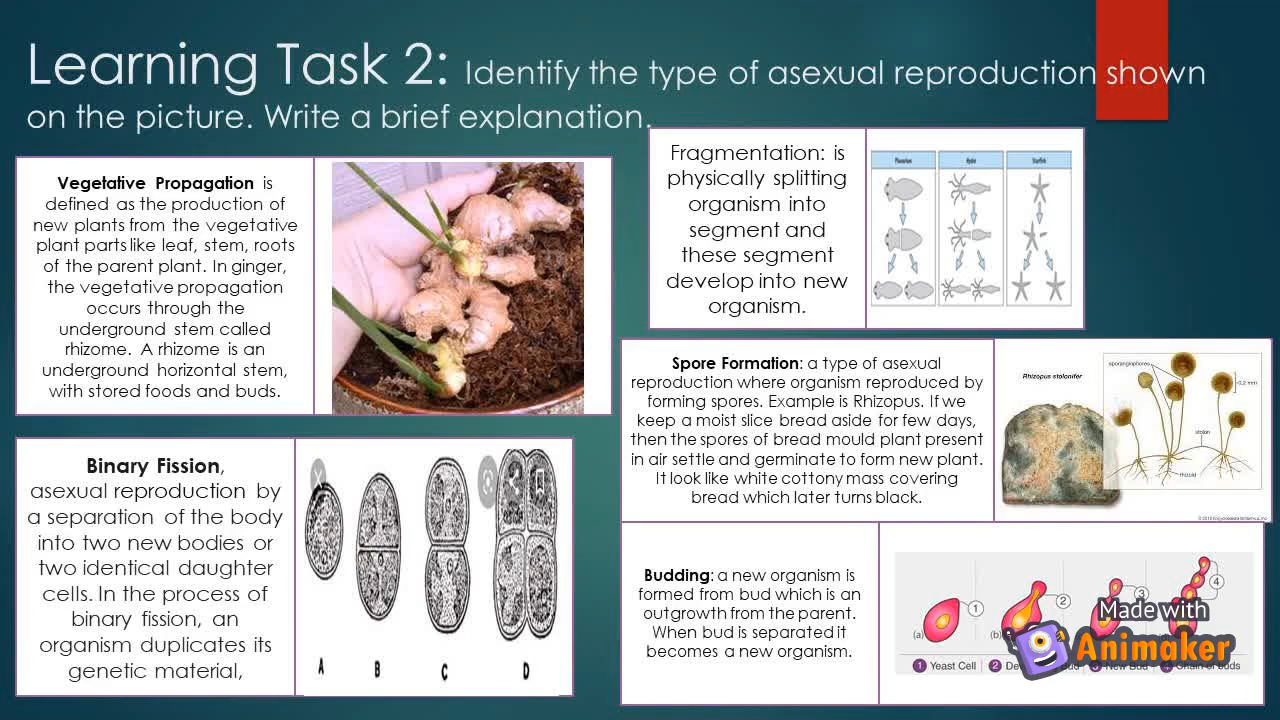 Learning Task 2: Identify the type of asexual reproduction shown
on the picture. Write a brief explanation.
Vegetative Propagation is
defined as the production of
new plants from the vegetative
plant parts like leaf, stem, roots
of the parent plant. In ginger,
the vegetative propagation
occurs through the
underground stem called
rhizome. A rhizome is an
underground horizontal stem,
with stored foods and buds.
Fragmentation: is
physically splitting
organism into
segment and
these segment
develop into new
organism.
Planarian Hydra Starfish
Spore Formation: a type of asexual
reproduction where organism reproduced by
forming spores. Example is Rhizopus. If we
keep a moist slice bread aside for few days,
then the spores of bread mould plant present
in air settle and germinate to form new plant.
It look like white cottony mass covering
bread which later turns black.
Rhizopus stolonifer
sporangiophores
0.2 mm
stolon
rhizoid
Binary Fission,
asexual reproduction by
a separation of the body
into two new bodies or
two identical daughter
cells. In the process of
binary fission, an
organism duplicates its
genetic material,
A B C D
Budding: a new organism is
formed from bud which is an
outgrowth from the parent.
When bud is separated it
becomes a new organism.
(a) 1
(b) 2
3
4
1 Yeast Cell 2 Bud 3 New Bud 4 Chain of buds
Made with
Animaker